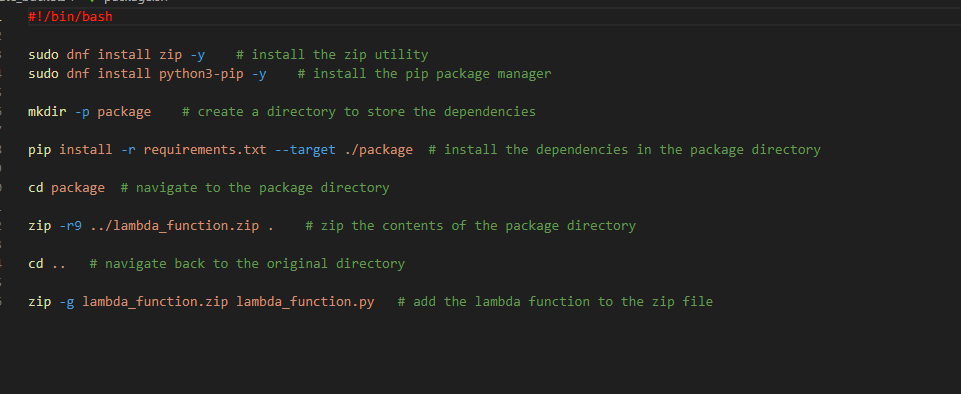 package.sh
#!/bin/bash
sudo dnf install zip -y    # install the zip utility
sudo dnf install python3-pip -y    # install the pip package manager
mkdir -p package    # create a directory to store the dependencies
pip install -r requirements.txt --target ./package  # install the dependencies in the package directory
cd package  # navigate to the package directory
zip -r9 ../lambda_function.zip .    # zip the contents of the package directory
cd ..   # navigate back to the original directory
zip -g lambda_function.zip lambda_function.py   # add the lambda function to the zip file